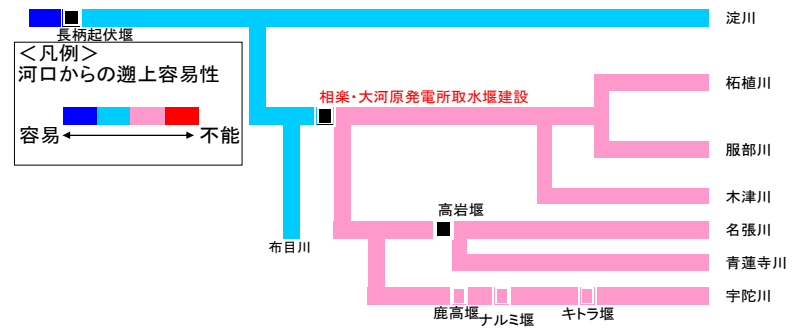 淀川
長柄起伏堰
<凡例>
河口からの遡上容易性
容易
不能
相楽・大河原発電所取水堰建設
柘植川
服部川
木津川
高岩堰
名張川
布目川
青蓮寺川
宇陀川
鹿高堰
ナルミ堰
キトラ堰